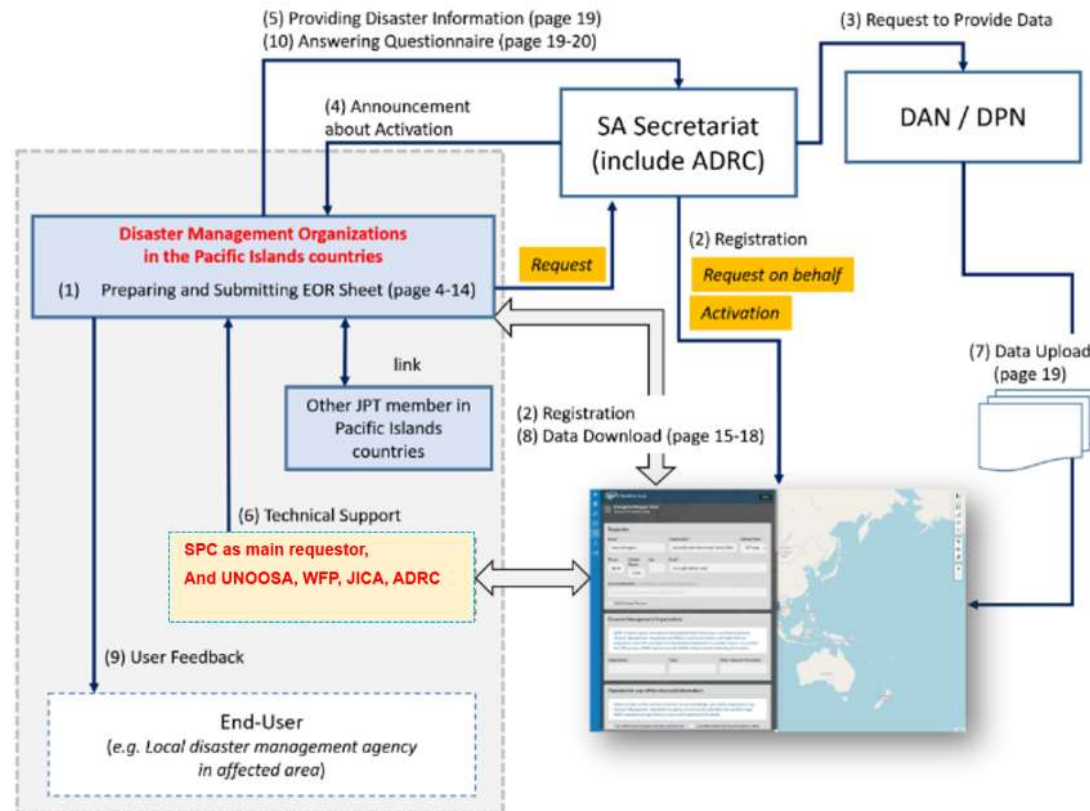 (5) Providing Disaster Information (page 19)
(10) Answering Questionnaire (page 19-20)
(3) Request to Provide Data
(4) Announcement
about Activation
SA Secretariat
(include ADRC)
DAN / DPN
Disaster Management Organizations
in the Pacific Islands countries
(1) Preparing and Submitting EOR Sheet (page 4-14)
Request
(2) Registration
Request on behalf
Activation
(7) Data Upload
(page 19)
link
Other JPT member in
Pacific Islands
countries
(2) Registration
(8) Data Download (page 15-18)
(6) Technical Support
SPC as main requestor,
And UNOOSA, WFP, JICA, ADRC
(9) User Feedback
End-User
(e.g. Local disaster management agency
in affected area)